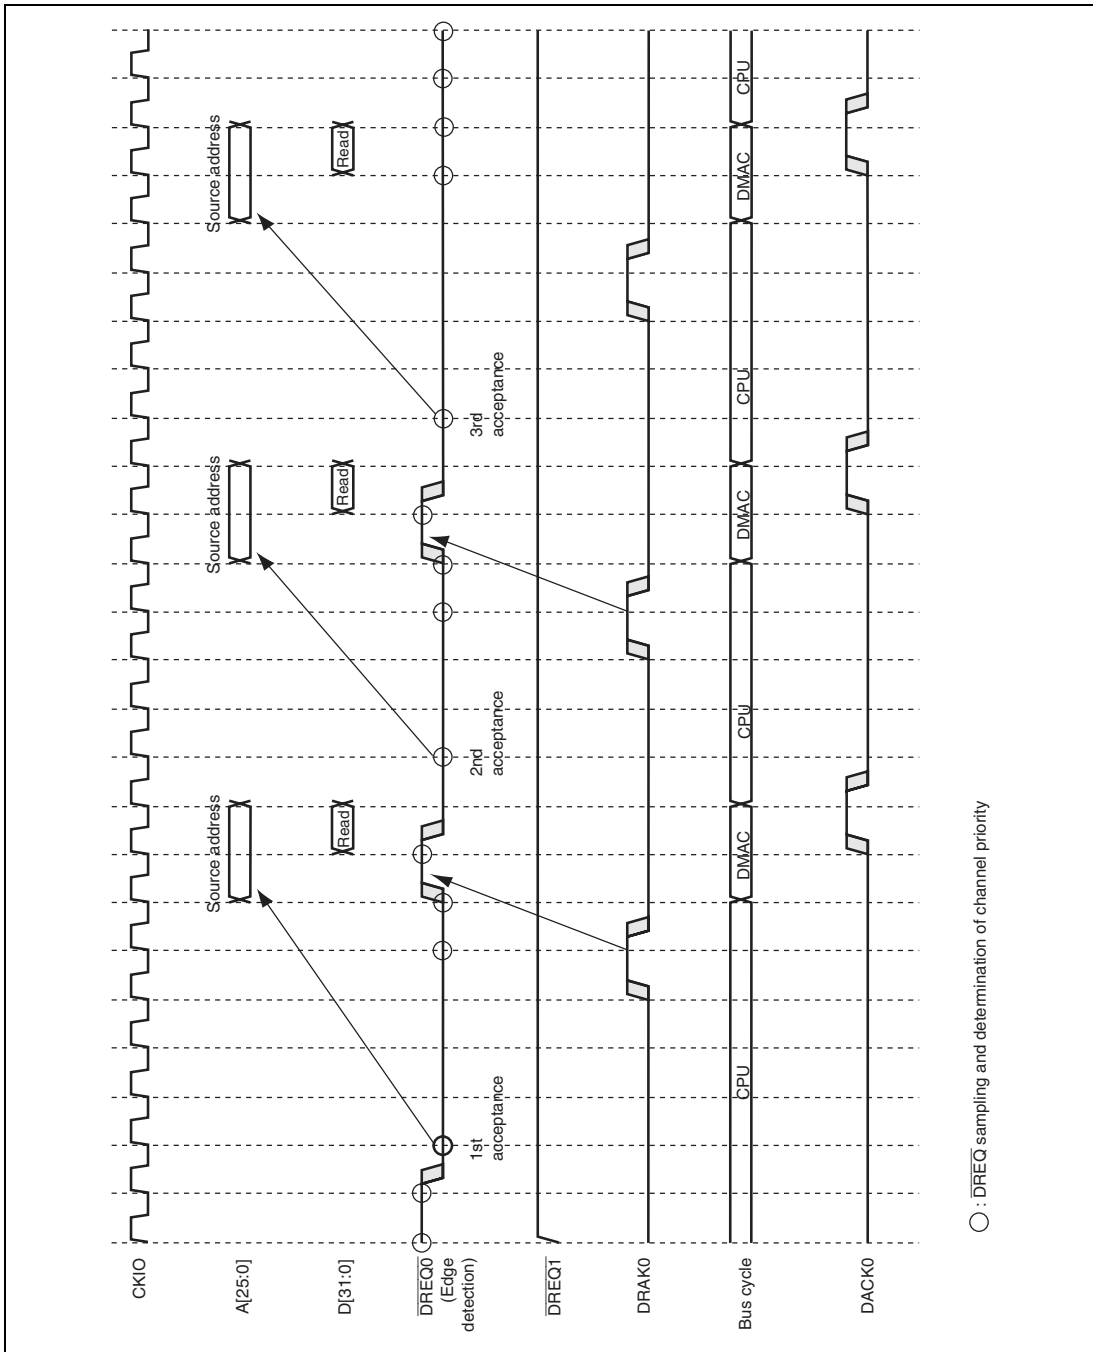 CKIO
A[25:0]
Source address
Source address
Source address
D[31:0]
Read
Read
Read
DREQ0
(Edge
detection)
1st
acceptance
2nd
acceptance
3rd
acceptance
DREQ1
DRAK0
Bus cycle
CPU
DMAC
CPU
DMAC
CPU
DMAC
CPU
DACK0
: DREQ sampling and determination of channel priority